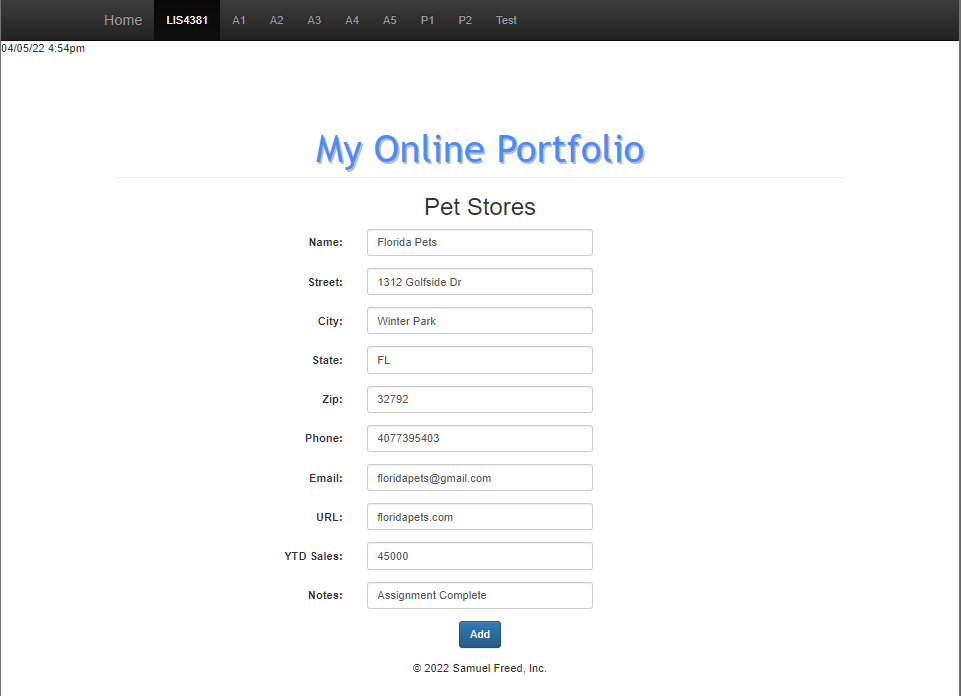 Home LIS4381 A1 A2 A3 A4 A5 P1 P2 Test
04/05/22 4:54pm
My Online Portfolio
Pet Stores
Name: Florida Pets
Street: 1312 Golfside Dr
City: Winter Park
State: FL
Zip: 32792
Phone: 4077395403
Email: floridapets@gmail.com
URL: floridapets.com
YTD Sales: 45000
Notes: Assignment Complete
Add
© 2022 Samuel Freed, Inc.